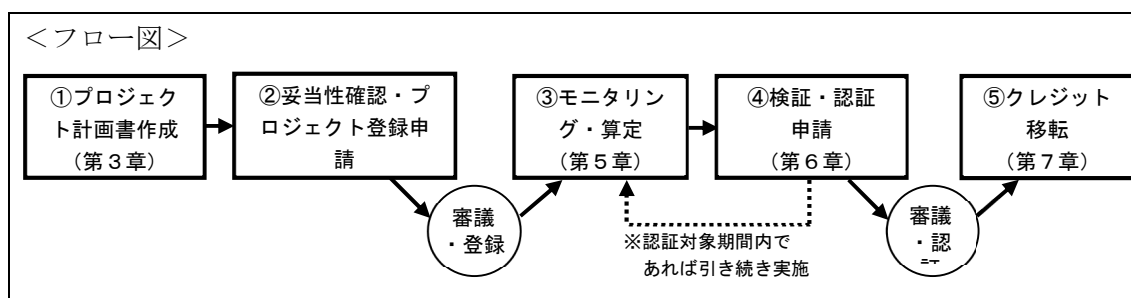 <フロー図>
①プロジェク
ト計画書作成
(第3章)
②妥当性確認・プ
ロジェクト登録申
請
③モニタリン
グ・算定
(第5章)
④検証・認証
申請
(第6章)
⑤クレジット
移転
(第7章)
審議
・登録
※認証対象期間内で
あれば引き続き実施
審議
・認